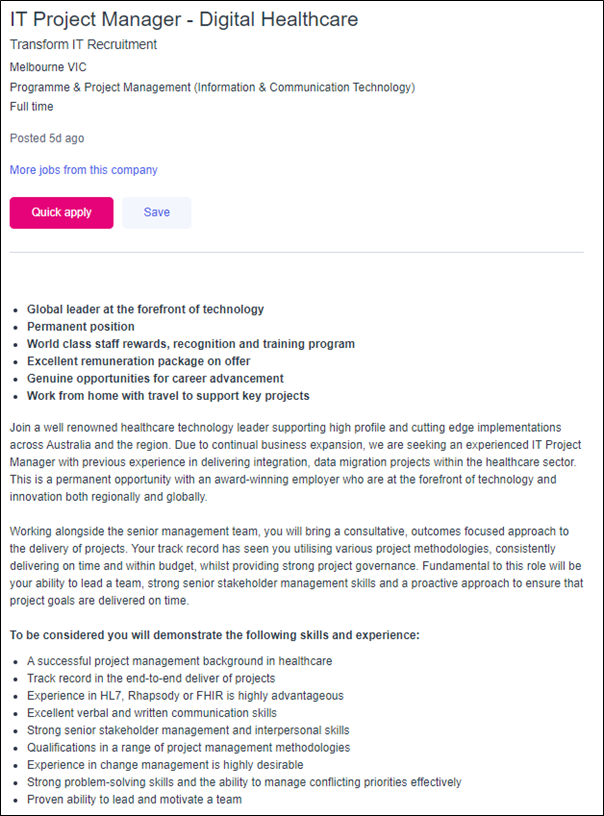 IT Project Manager - Digital Healthcare
Transform IT Recruitment
Melbourne VIC
Programme & Project Management (Information & Communication Technology)
Full time
Posted 5d ago
More jobs from this company
Quick apply
Save
• Global leader at the forefront of technology
• Permanent position
• World class staff rewards, recognition and training program
• Excellent remuneration package on offer
• Genuine opportunities for career advancement
• Work from home with travel to support key projects
Join a well renowned healthcare technology leader supporting high profile and cutting edge implementations
across Australia and the region. Due to continual business expansion, we are seeking an experienced IT Project
Manager with previous experience in delivering integration, data migration projects within the healthcare sector.
This is a permanent opportunity with an award-winning employer who are at the forefront of technology and
innovation both regionally and globally.
Working alongside the senior management team, you will bring a consultative, outcomes focused approach to
the delivery of projects. Your track record has seen you utilising various project methodologies, consistently
delivering on time and within budget, whilst providing strong project governance. Fundamental to this role will be
your ability to lead a team, strong senior stakeholder management skills and a proactive approach to ensure that
project goals are delivered on time.
To be considered you will demonstrate the following skills and experience:
• A successful project management background in healthcare
• Track record in the end-to-end deliver of projects
• Experience in HL7, Rhapsody or FHIR is highly advantageous
• Excellent verbal and written communication skills
• Strong senior stakeholder management and interpersonal skills
• Qualifications in a range of project management methodologies
• Experience in change management is highly desirable
• Strong problem-solving skills and the ability to manage conflicting priorities effectively
• Proven ability to lead and motivate a team